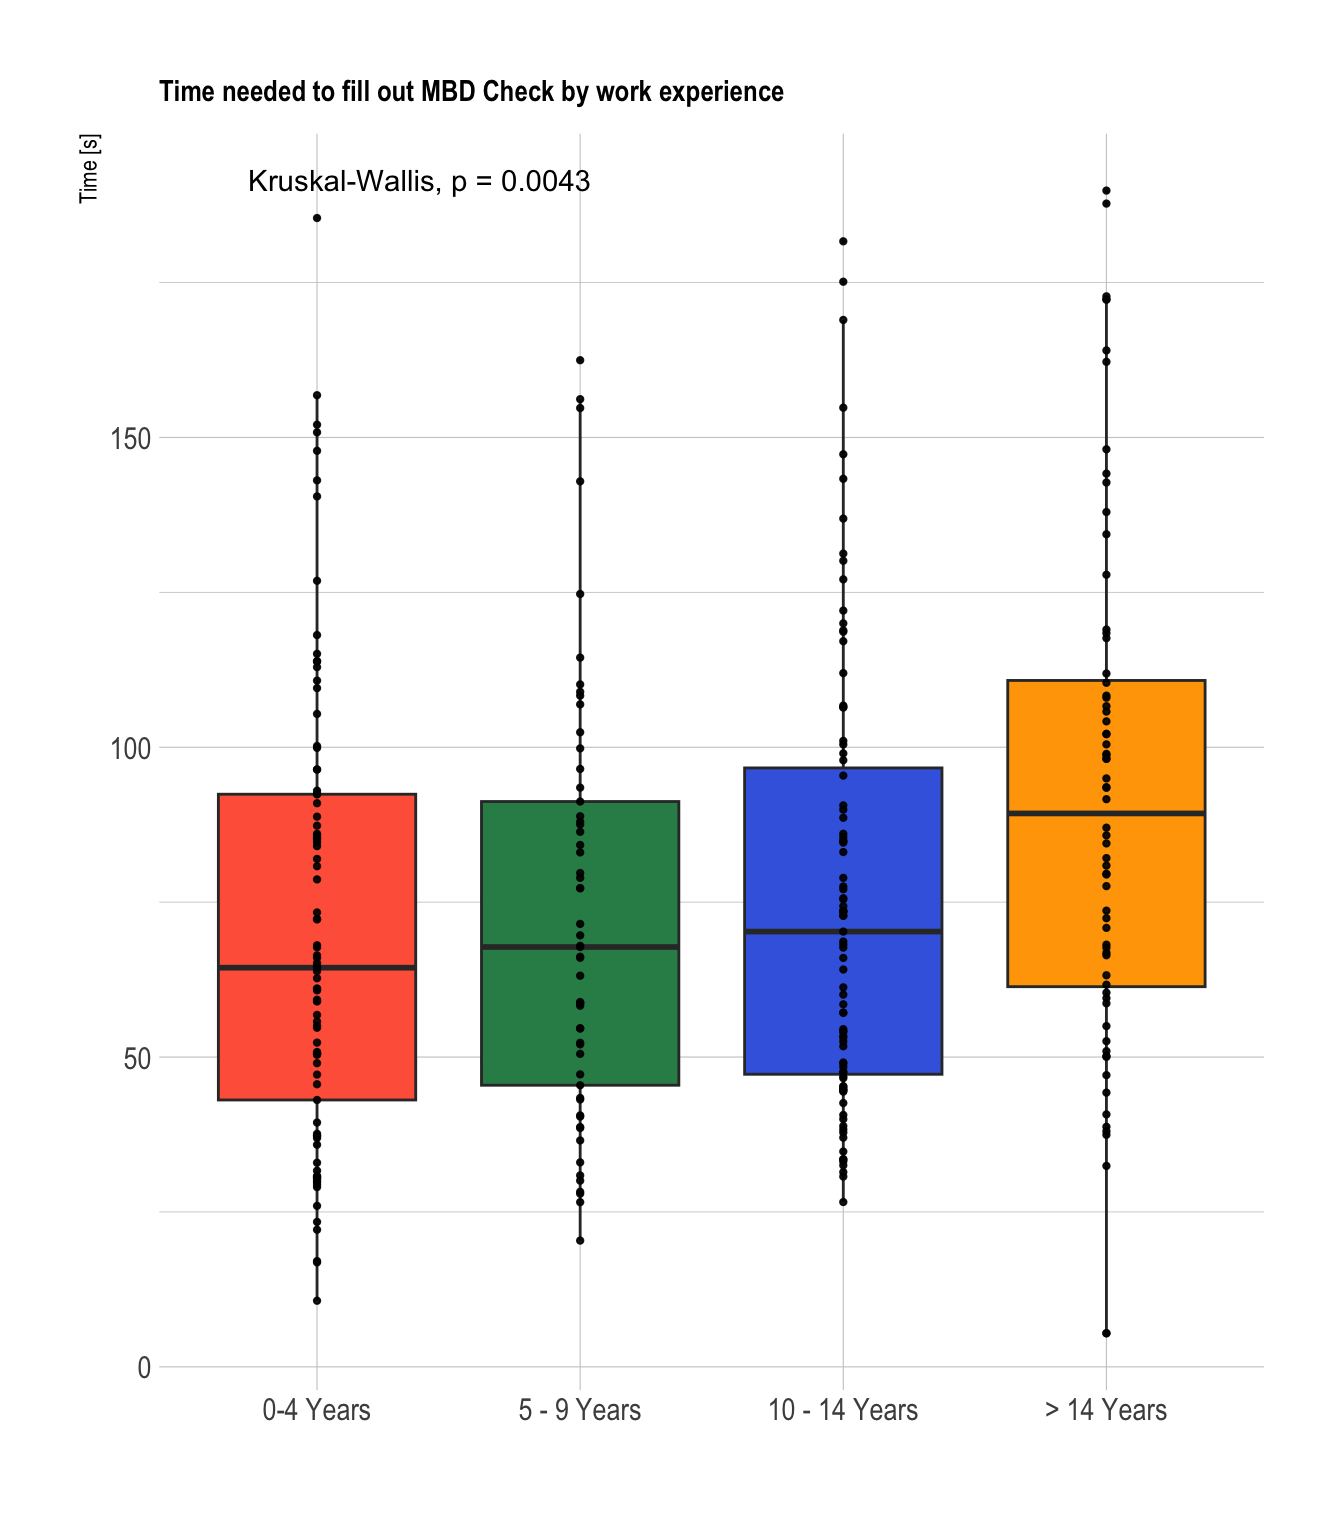 Time needed to fill out MBD Check by work experience
Time [s]
Kruskal-Wallis, p = 0.0043
150
100
50
0
0-4 Years
5 - 9 Years
10 - 14 Years
> 14 Years